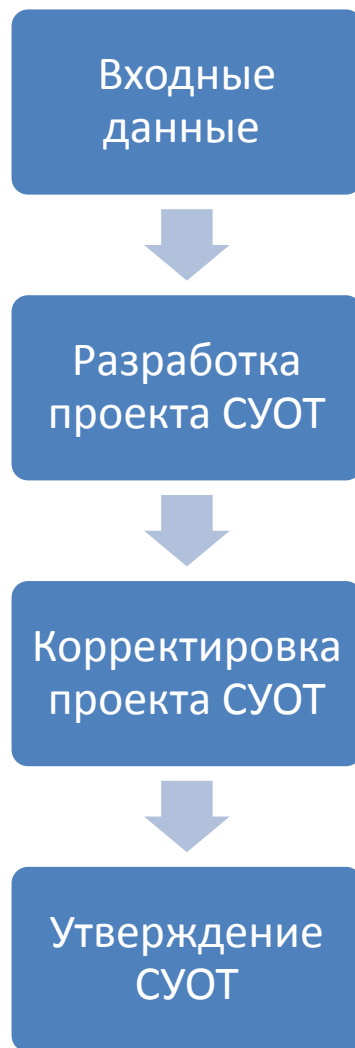 Входные
данные
Разработка
проекта СУОТ
Корректировка
проекта СУОТ
Утверждение
СУОТ